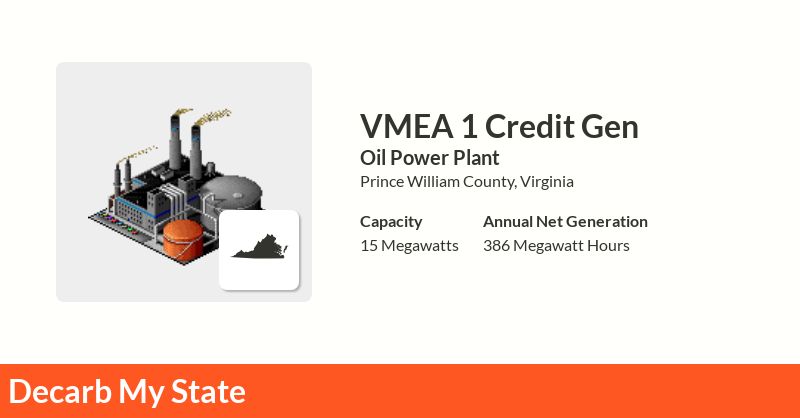 VMEA 1 Credit Gen
Oil Power Plant
Prince William County, Virginia
Capacity
Annual Net Generation
15 Megawatts
386 Megawatt Hours
Decarb My State